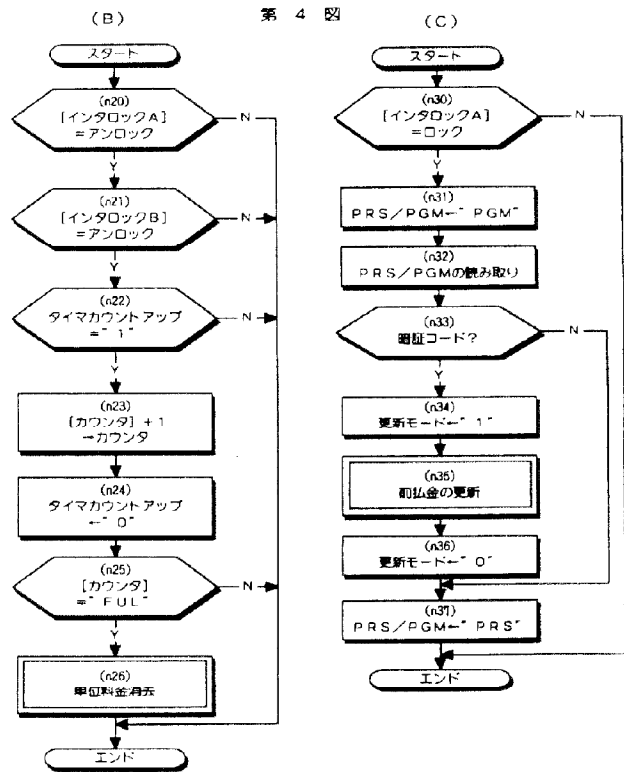 第 4 図
(B)
スタート
(n20)
[インタロックA]
=アンロック
N
Y
(n21)
[インタロックB]
=アンロック
N
Y
(n22)
タイマカウントアップ
="1"
N
Y
(n23)
[カウンタ]+1
→カウンタ
(n24)
タイマカウントアップ
←"0"
(n25)
[カウンタ]
="FUL"
N
Y
(n26)
単位料金消去
エンド
(C)
スタート
(n30)
[インタロックA]
=ロック
N
Y
(n31)
PRS/PGM←"PGM"
(n32)
PRS/PGMの読み取り
(n33)
暗証コード?
N
Y
(n34)
更新モード←"1"
(n35)
前払金の更新
(n36)
更新モード←"0"
(n37)
PRS/PGM←"PRS"
エンド